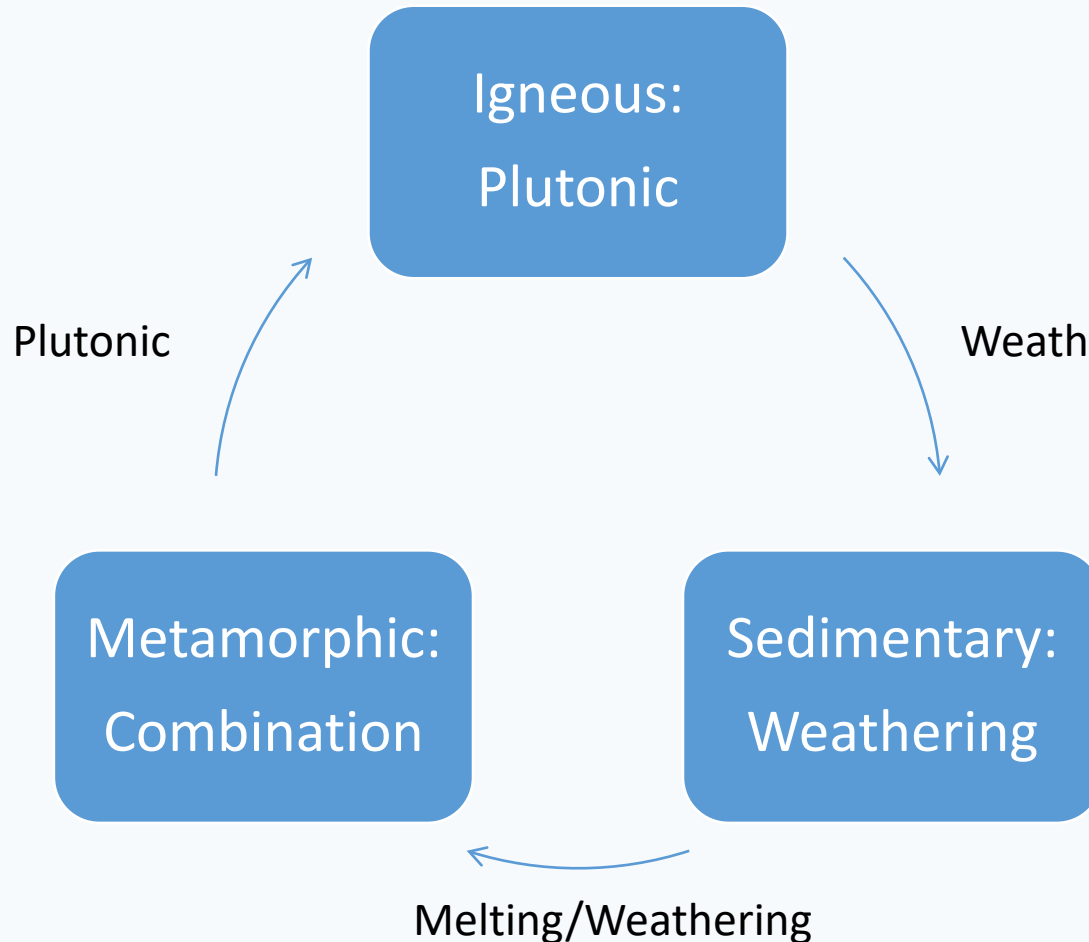 Igneous:
Plutonic
Plutonic
Weath
Metamorphic:
Combination
Sedimentary:
Weathering
Melting/Weathering